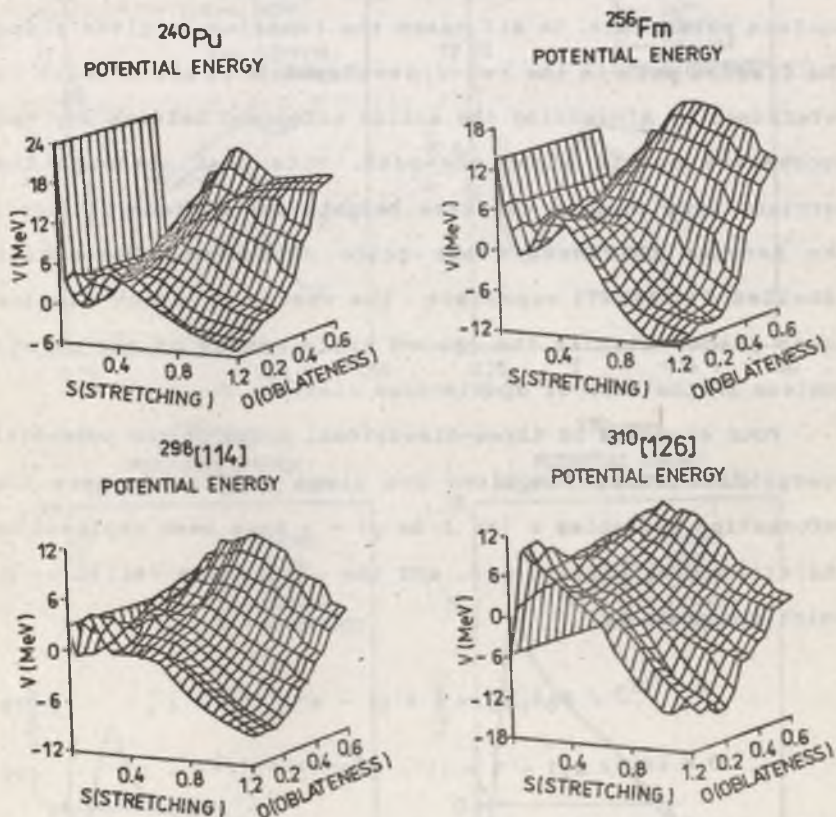 240Pu
POTENTIAL ENERGY
24
18
12
6
0
-6
V (MeV)
0.4
0.8
1.2
S(STRETCHING)
0.2
0.4
0.6
O(OBLATENESS)
256Fm
POTENTIAL ENERGY
18
12
6
0
-6
-12
V (MeV)
0.4
0.8
1.2
S(STRETCHING)
0.2
0.4
0.6
O(OBLATENESS)
298[114]
POTENTIAL ENERGY
12
6
0
-6
-12
V (MeV)
0.4
0.8
1.2
S(STRETCHING)
0.2
0.4
0.6
O(OBLATENESS)
310[126]
POTENTIAL ENERGY
12
6
0
-6
-12
-18
V (MeV)
0.4
0.8
1.2
S(STRETCHING)
0.2
0.4
0.6
O(OBLATENESS)